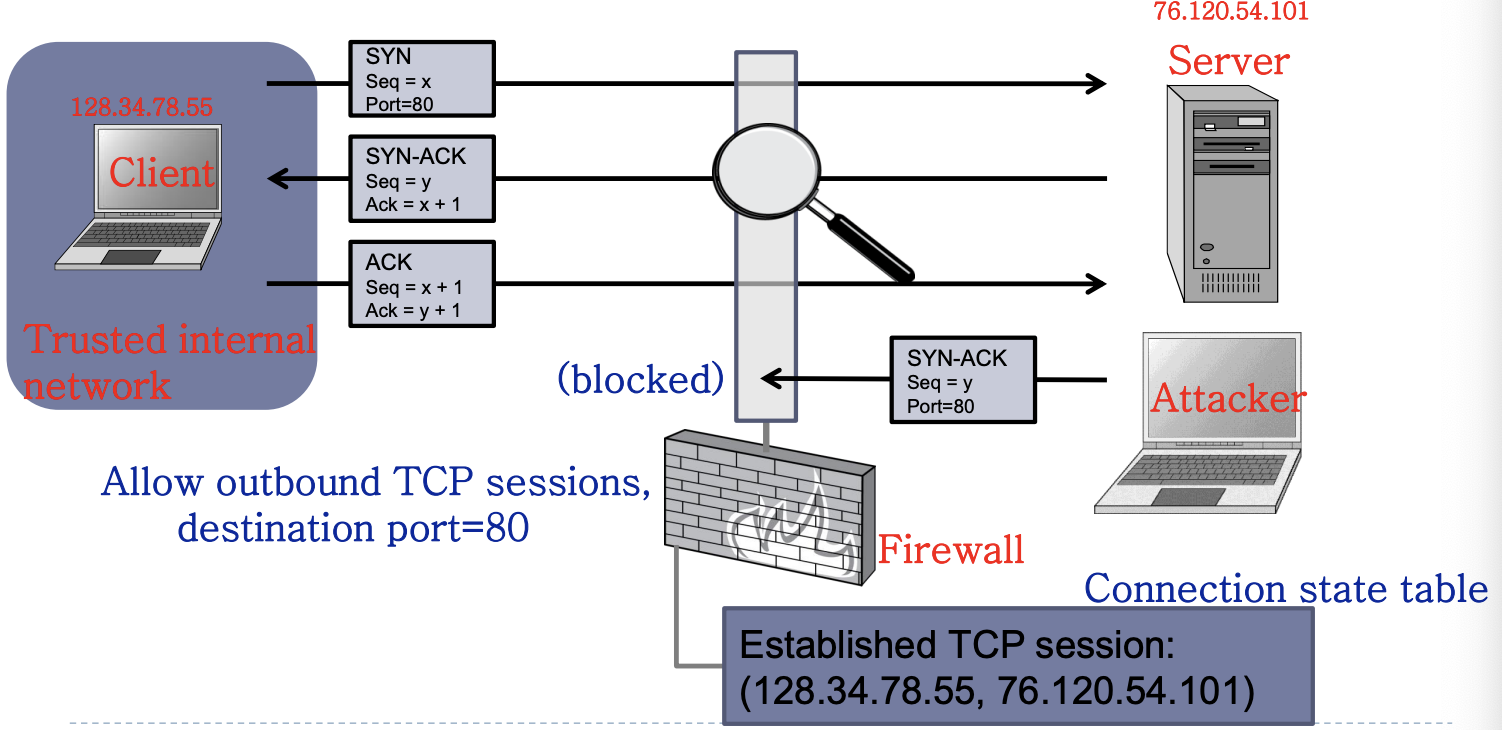 76.120.54.101
Server
SYN
Seq = x
Port=80
128.34.78.55
Client
SYN-ACK
Seq = y
Ack = x + 1
ACK
Seq = x + 1
Ack = y + 1
Trusted internal
network
(blocked)
SYN-ACK
Seq = y
Port=80
Attacker
Allow outbound TCP sessions,
destination port=80
Firewall
Connection state table
Established TCP session:
(128.34.78.55, 76.120.54.101)